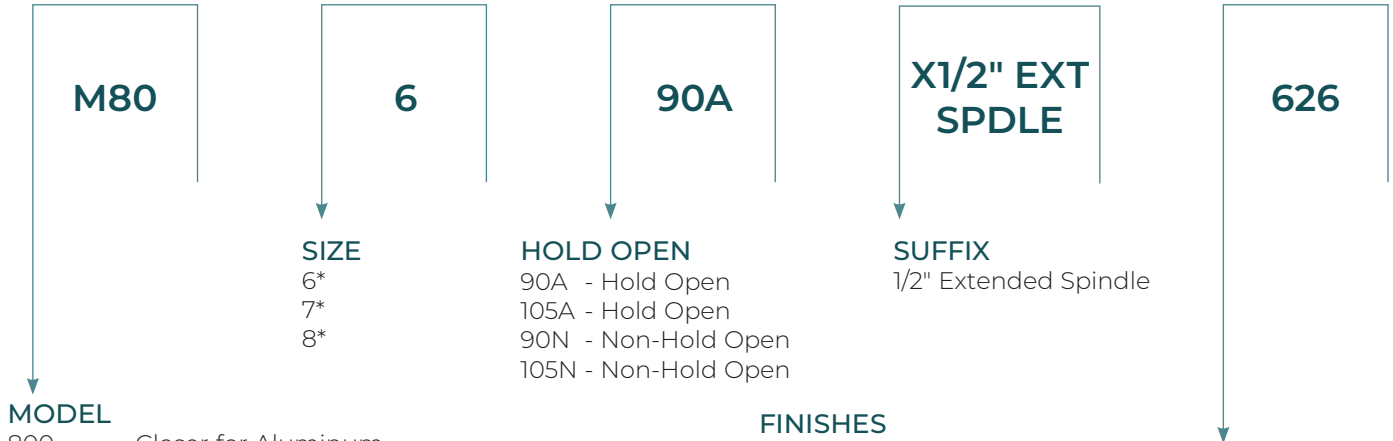 M80
6
90A
X1/2" EXT
SPDLE
626
SIZE
6*
7*
8*
HOLD OPEN
90A - Hold Open
105A - Hold Open
90N - Non-Hold Open
105N - Non-Hold Open
SUFFIX
1/2" Extended Spindle
MODEL
FINISHES